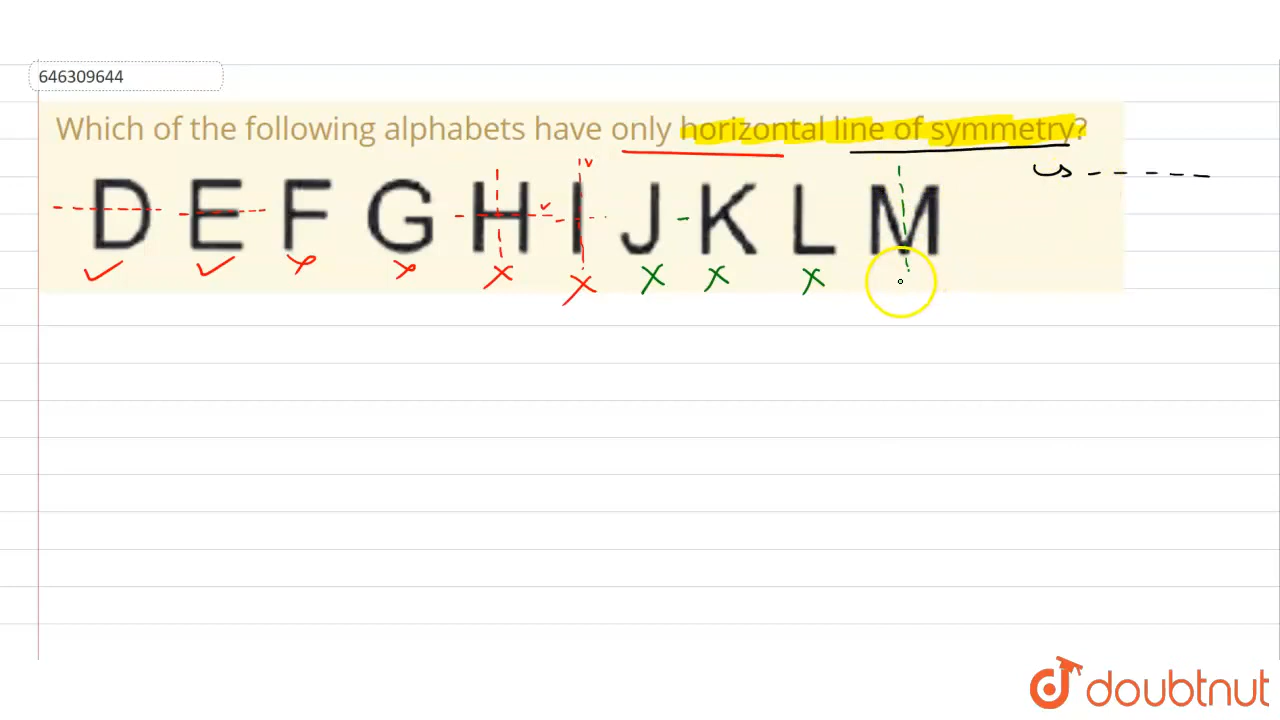 646309644
Which of the following alphabets have only horizontal line of symmetry?
D E F G H I J K L M
doubtnut